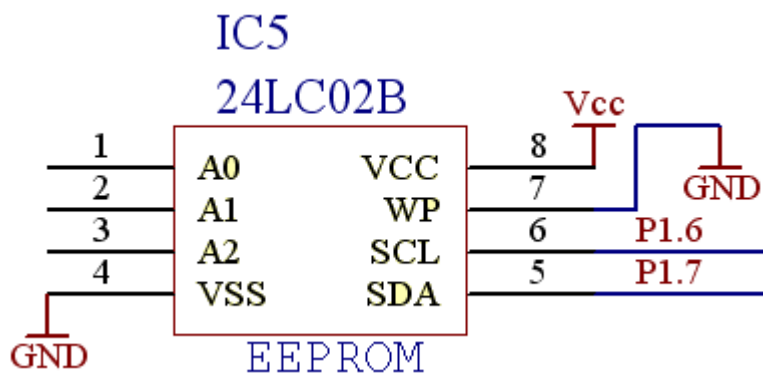 IC5
24LC02B
Vcc
1 A0 VCC 8
GND
2 A1 WP 7
3 A2 SCL 6 P1.6
4 VSS SDA 5 P1.7
GND
EEPROM